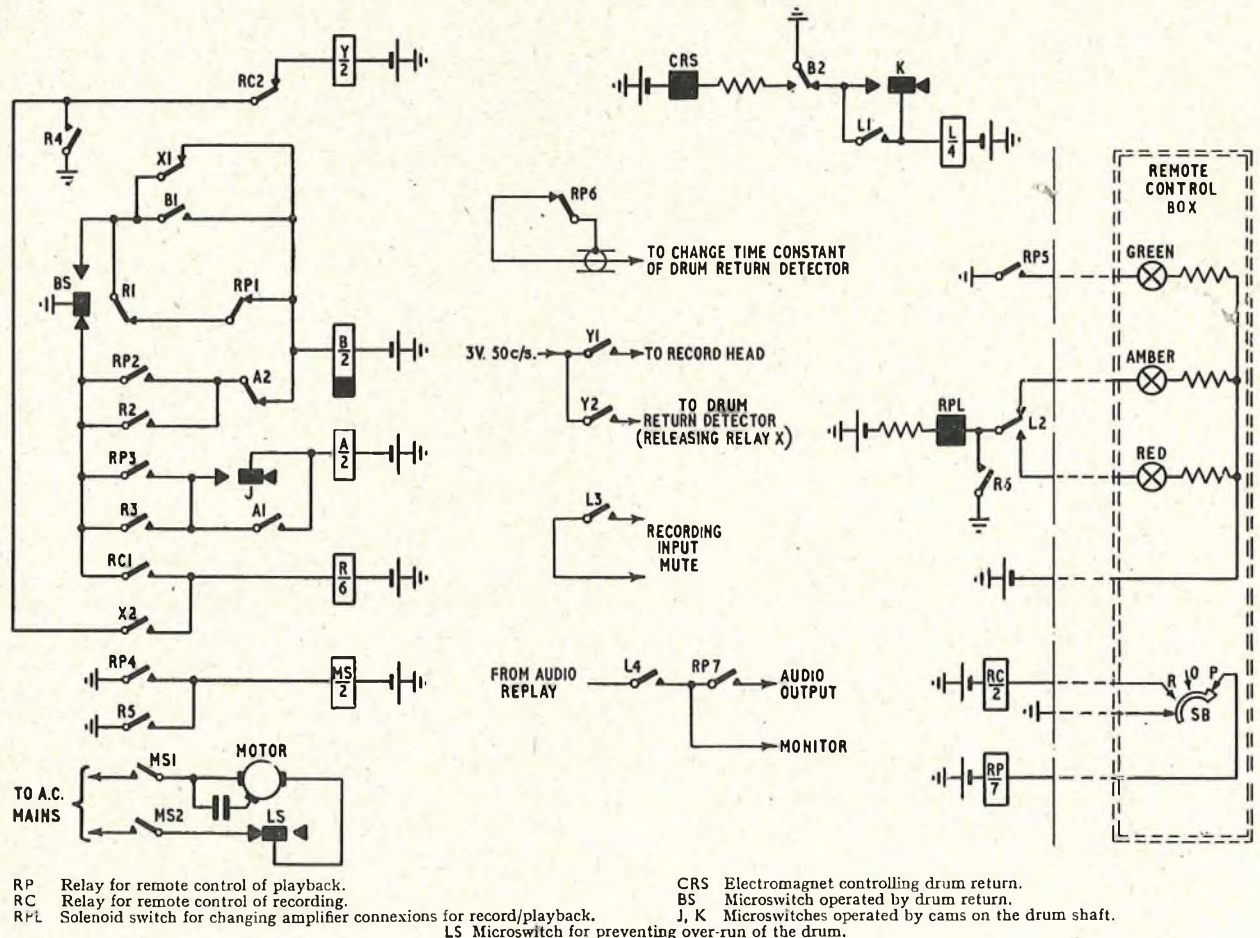 Y
2
RC2
R4
X1
B1
BS
R1
RP1
RP2
A2
R2
B
2
RP3
J
A
2
R3
A1
RC1
R
6
X2
RP4
MS
2
R5
MS1
MOTOR
TO A.C.
MAINS
MS2
LS
CRS
B2
K
L1
L
4
RP6
TO CHANGE TIME CONSTANT
OF DRUM RETURN DETECTOR
3V. 50c/s.
Y1
TO RECORD HEAD
Y2
TO DRUM
RETURN DETECTOR
(RELEASING RELAY X)
L3
RECORDING
INPUT
MUTE
FROM AUDIO
REPLAY
L4
RP7
AUDIO
OUTPUT
MONITOR
REMOTE
CONTROL
BOX
RP5
GREEN
AMBER
RPL
L2
RED
R6
RC
2
R
O
P
SB
RP
7
RP Relay for remote control of playback.
RC Relay for remote control of recording.
RPL Solenoid switch for changing amplifier connexions for record/playback.
CRS Electromagnet controlling drum return.
BS Microswitch operated by drum return.
J, K Microswitches operated by cams on the drum shaft.
LS Microswitch for preventing over-run of the drum.